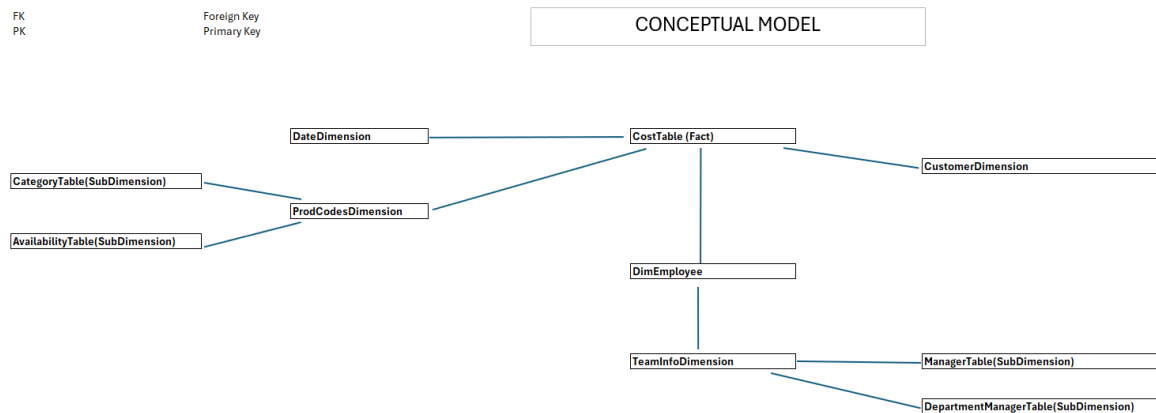 FK Foreign Key
PK Primary Key
CONCEPTUAL MODEL
DateDimension
CostTable (Fact)
CustomerDimension
CategoryTable(SubDimension)
ProdCodesDimension
AvailabilityTable(SubDimension)
DimEmployee
TeamInfoDimension
ManagerTable(SubDimension)
DepartmentManagerTable(SubDimension)